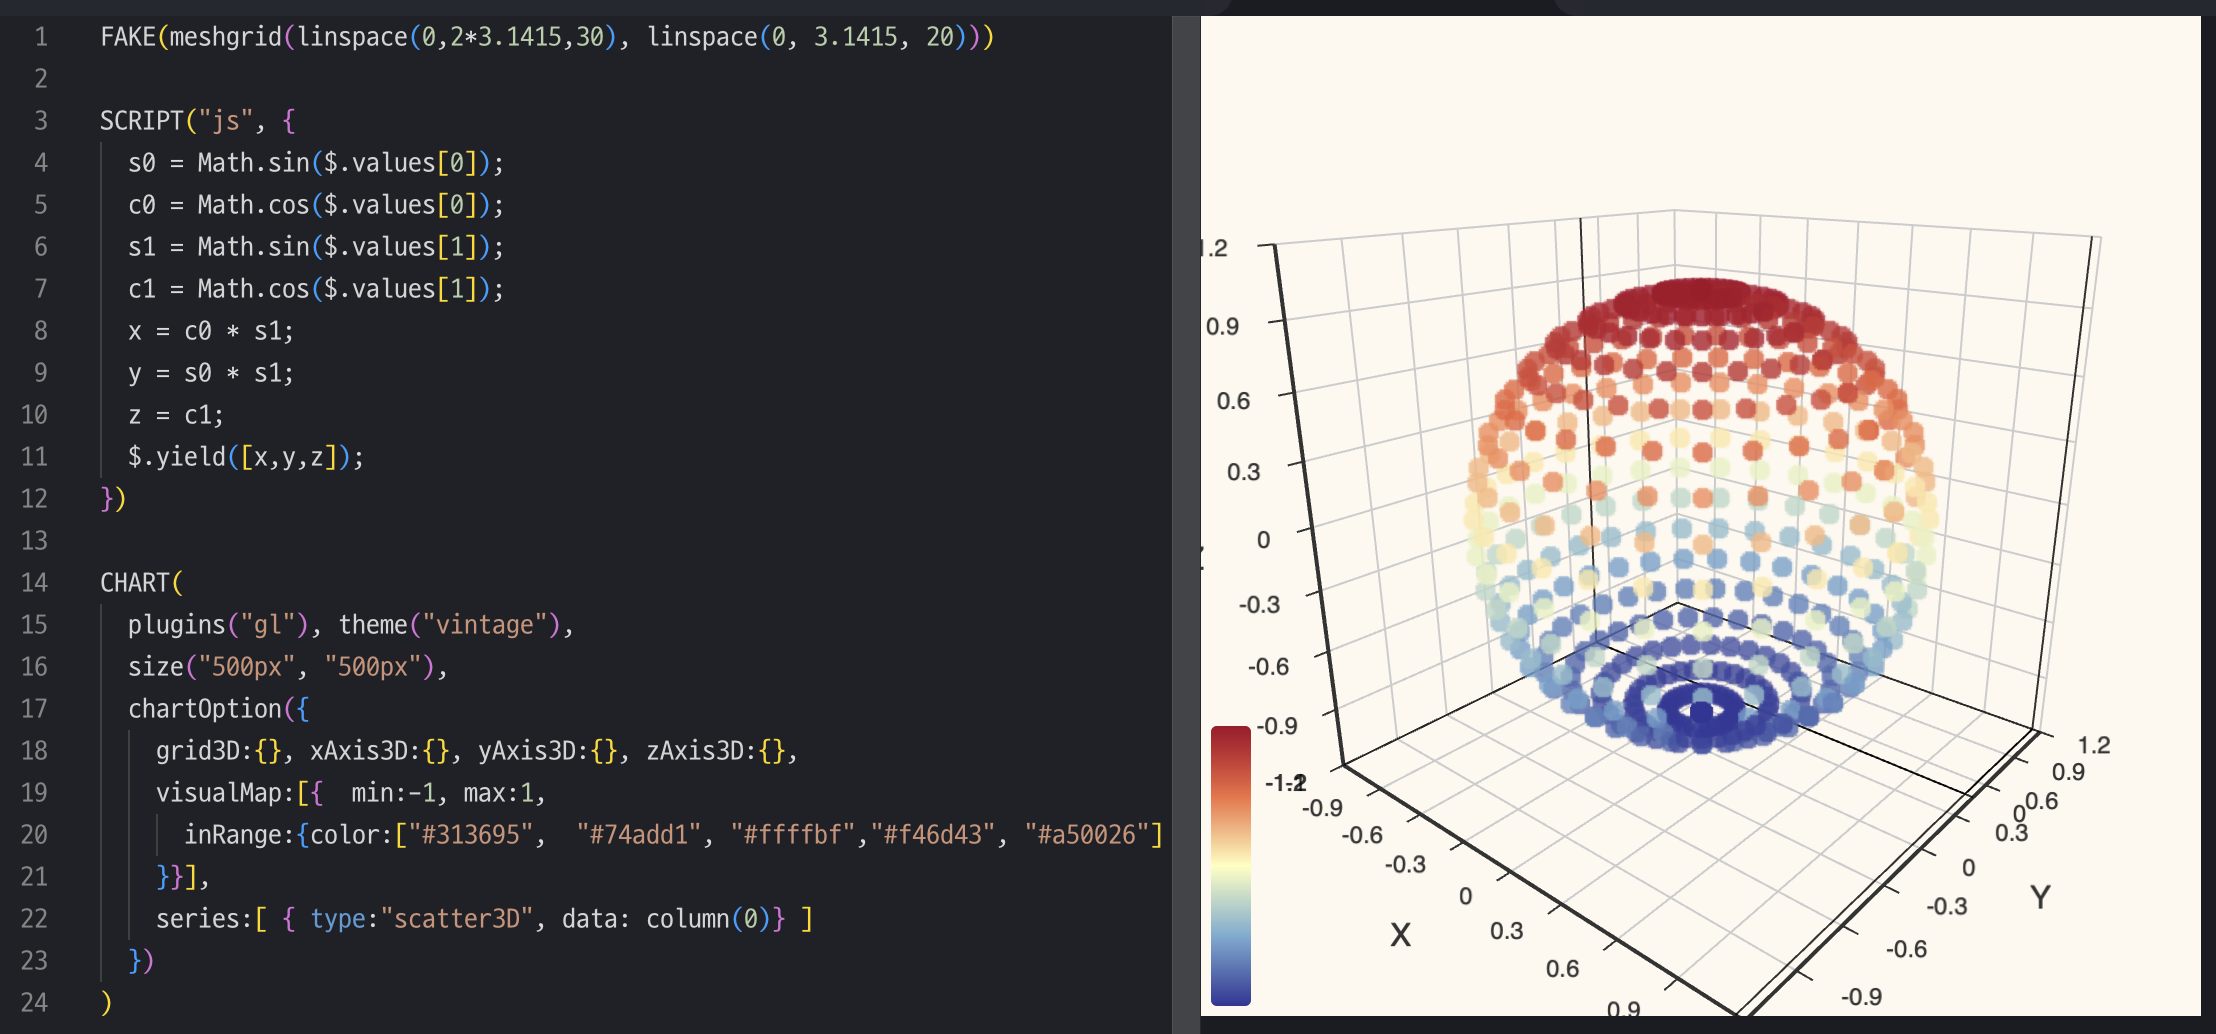 1 FAKE(meshgrid(linspace(0,2*3.1415,30), linspace(0, 3.1415, 20)))
2
3 SCRIPT("js", {
4 s0 = Math.sin($.values[0]);
5 c0 = Math.cos($.values[0]);
6 s1 = Math.sin($.values[1]);
7 c1 = Math.cos($.values[1]);
8 x = c0 * s1;
9 y = s0 * s1;
10 z = c1;
11 $.yield([x,y,z]);
12 })
13
14 CHART(
15 plugins("gl"), theme("vintage"),
16 size("500px", "500px"),
17 chartOption({
18 grid3D:{}, xAxis3D:{}, yAxis3D:{}, zAxis3D:{},
19 visualMap:[{  min:-1, max:1,
20 inRange:{color:["#313695",  "#74add1", "#ffffbf","#f46d43", "#a50026"]
21 }}],
22 series:[ { type:"scatter3D", data: column(0)} ]
23 })
24 )
1.2
0.9
0.6
0.3
0
-0.3
-0.6
-0.9
-0.9
-0.6
-0.3
0
0.3
0.6
0.9
X
1.2
0.9
0.6
0.3
0
-0.3
-0.6
-0.9
Y
0